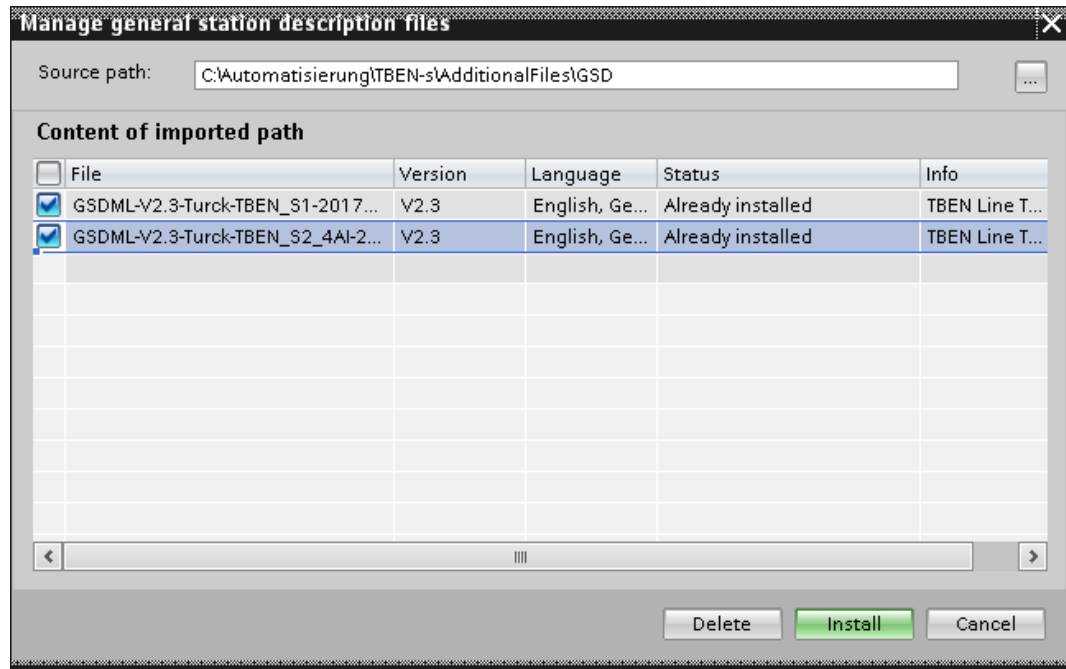 Manage general station description files
Source path: C:\Automatisierung\TBEN-s\AdditionalFiles\GSD ...
Content of imported path
File Version Language Status Info
GSDML-V2.3-Turck-TBEN_S1-2017... V2.3 English, Ge... Already installed TBEN Line T...
GSDML-V2.3-Turck-TBEN_S2_4AI-2... V2.3 English, Ge... Already installed TBEN Line T...
Delete Install Cancel